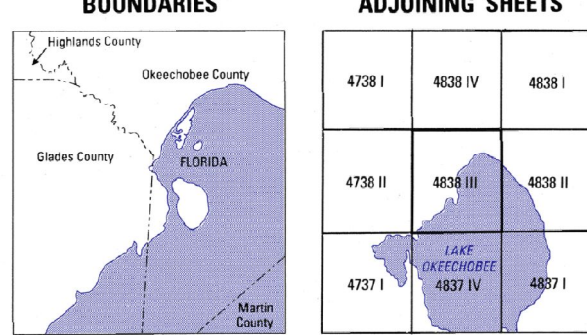 BOUNDARIES
Highlands County
Okeechobee County
Glades County
FLORIDA
Martin
County
ADJOINING SHEETS
4738 I
4838 IV
4838 I
4738 II
4838 III
4838 II
LAKE
OKEECHOBEE
4737 I
4837 IV
4837 I